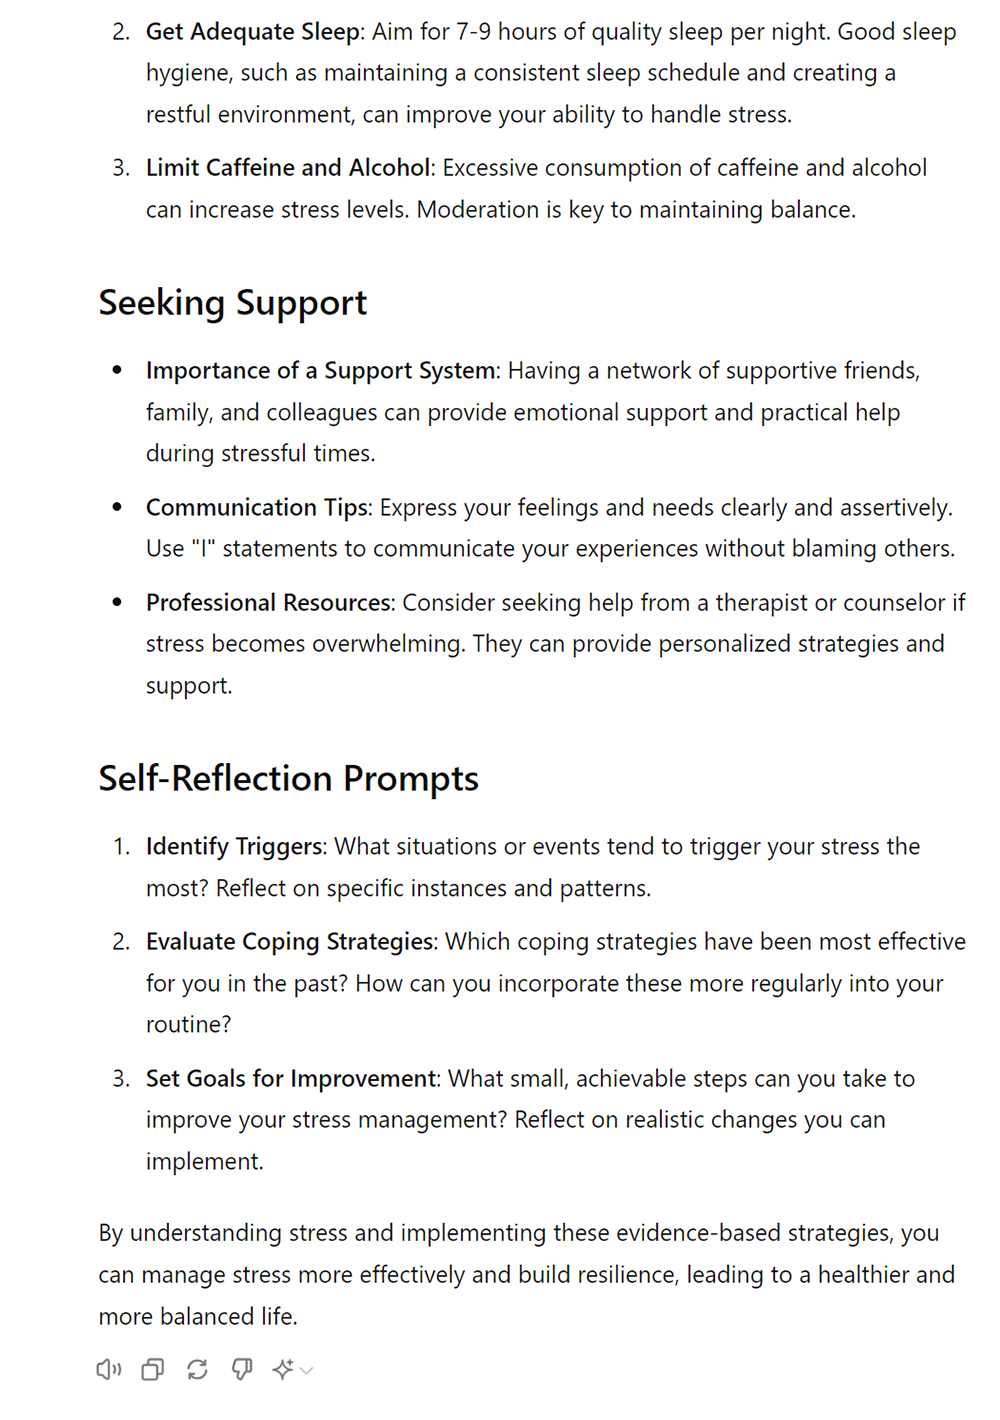 2. Get Adequate Sleep: Aim for 7-9 hours of quality sleep per night. Good sleep
hygiene, such as maintaining a consistent sleep schedule and creating a
restful environment, can improve your ability to handle stress.
3. Limit Caffeine and Alcohol: Excessive consumption of caffeine and alcohol
can increase stress levels. Moderation is key to maintaining balance.
Seeking Support
• Importance of a Support System: Having a network of supportive friends,
family, and colleagues can provide emotional support and practical help
during stressful times.
• Communication Tips: Express your feelings and needs clearly and assertively.
Use "I" statements to communicate your experiences without blaming others.
• Professional Resources: Consider seeking help from a therapist or counselor if
stress becomes overwhelming. They can provide personalized strategies and
support.
Self-Reflection Prompts
1. Identify Triggers: What situations or events tend to trigger your stress the
most? Reflect on specific instances and patterns.
2. Evaluate Coping Strategies: Which coping strategies have been most effective
for you in the past? How can you incorporate these more regularly into your
routine?
3. Set Goals for Improvement: What small, achievable steps can you take to
improve your stress management? Reflect on realistic changes you can
implement.
By understanding stress and implementing these evidence-based strategies, you
can manage stress more effectively and build resilience, leading to a healthier and
more balanced life.